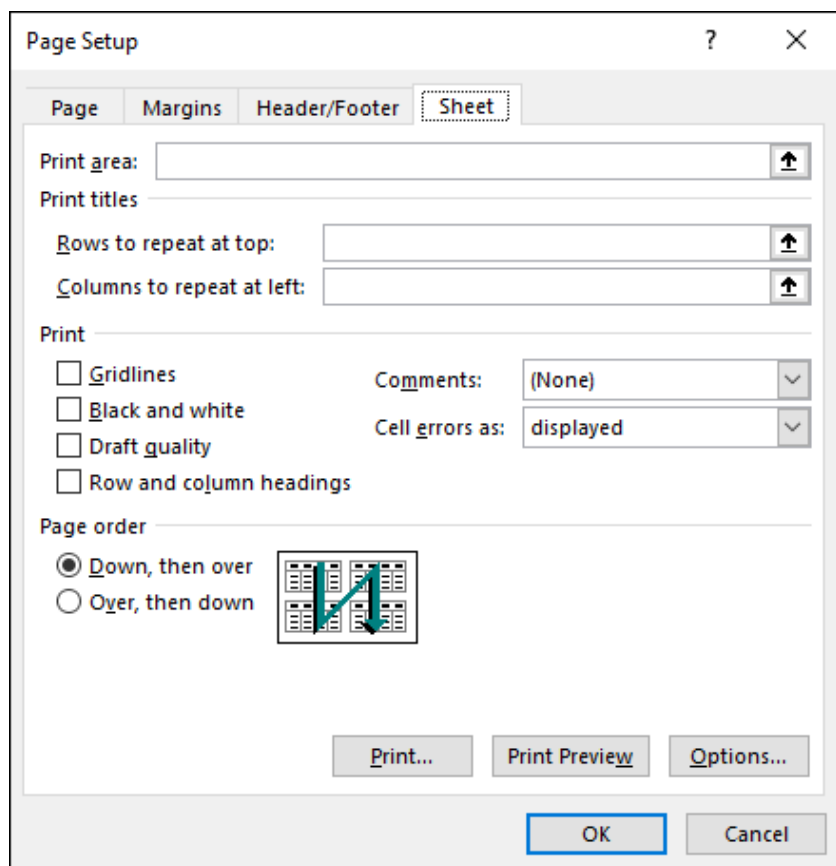 Page Setup ?
Page Margins Header/Footer Sheet
Print area:
Print titles
Rows to repeat at top:
Columns to repeat at left:
Print
Gridlines
Comments: (None)
Black and white
Cell errors as: displayed
Draft quality
Row and column headings
Page order
Down, then over
Over, then down
Print... Print Preview Options...
OK Cancel